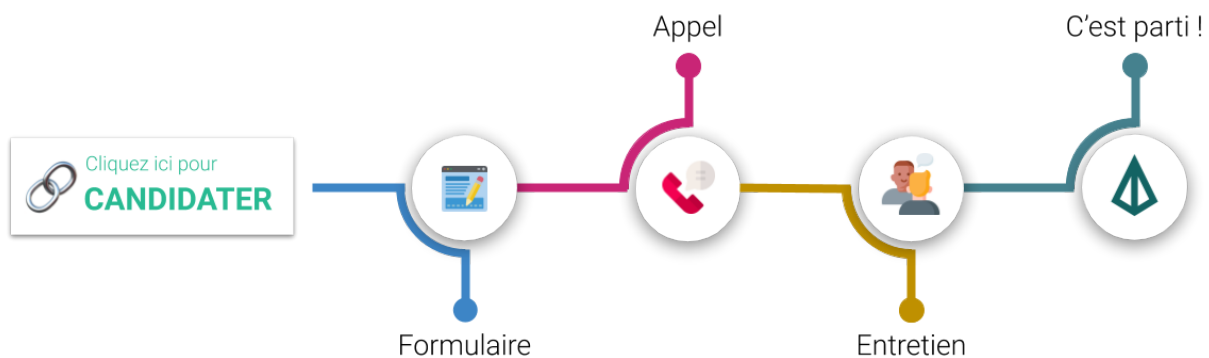 Cliquez ici pour
CANDIDATER
Formulaire
Appel
Entretien
C’est parti !